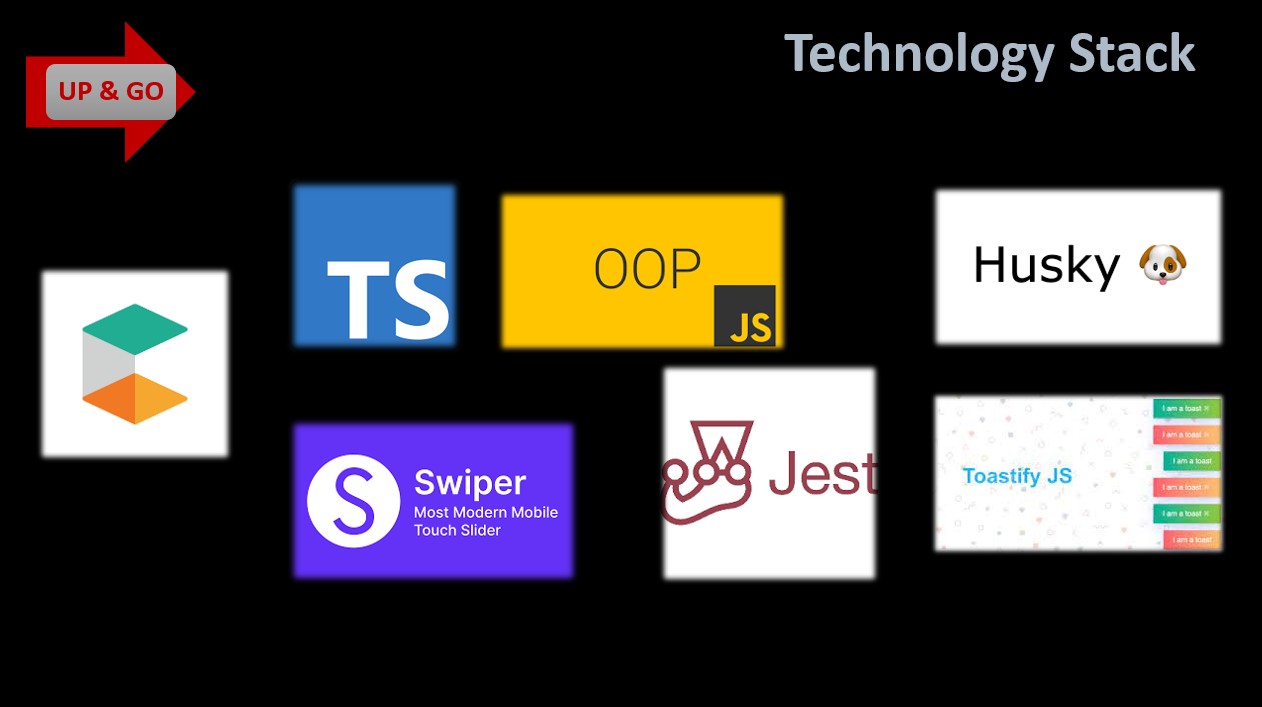 UP & GO
Technology Stack
TS
OOP
JS
Husky
Swiper
Most Modern Mobile
Touch Slider
Jest
Toastify JS
I am a toast
I am a toast
I am a toast
I am a toast
I am a toast
I am a toast